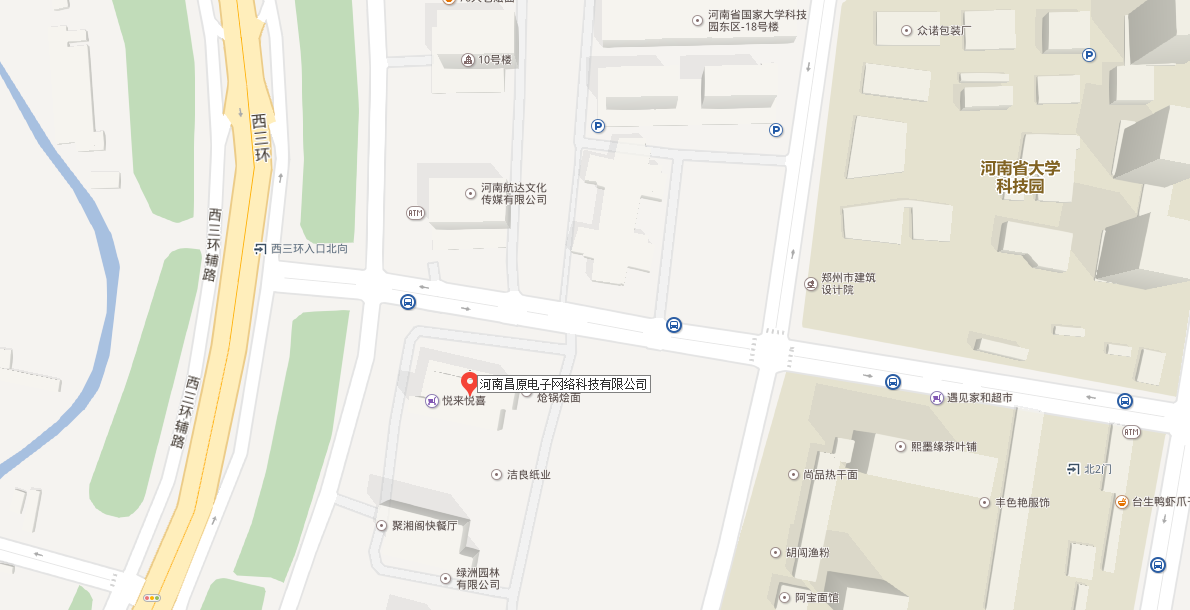 河南省国家大学科技
园东区-18号楼
众诺包装厂
10号楼
P
P
P
西三环
河南省大学
科技园
河南航达文化
传媒有限公司
ATM
西三环辅路
西三环入口北向
郑州市建筑
设计院
河南昌原电子网络科技有限公司
悦来悦喜
炝锅烩面
遇见家和超市
西三环辅路
ATM
熙墨缘茶叶铺
洁良纸业
尚品热干面
北2门
丰色艳服饰
台生鸭虾爪
聚湘阁快餐厅
胡闯渔粉
绿洲园林
有限公司
阿宝面馆